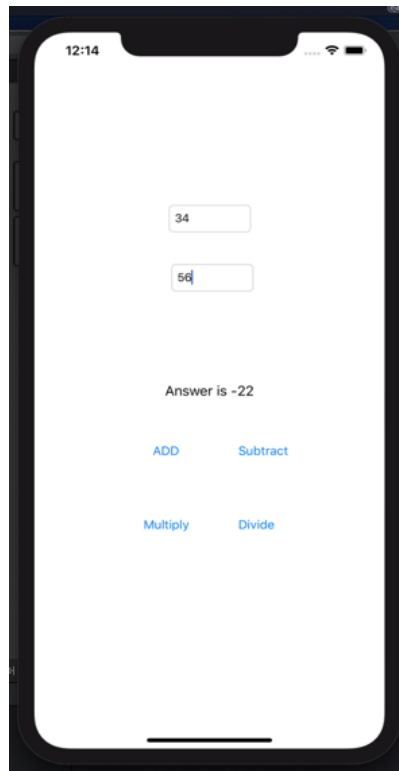 12:14
34
56
Answer is -22
ADD Subtract
Multiply Divide